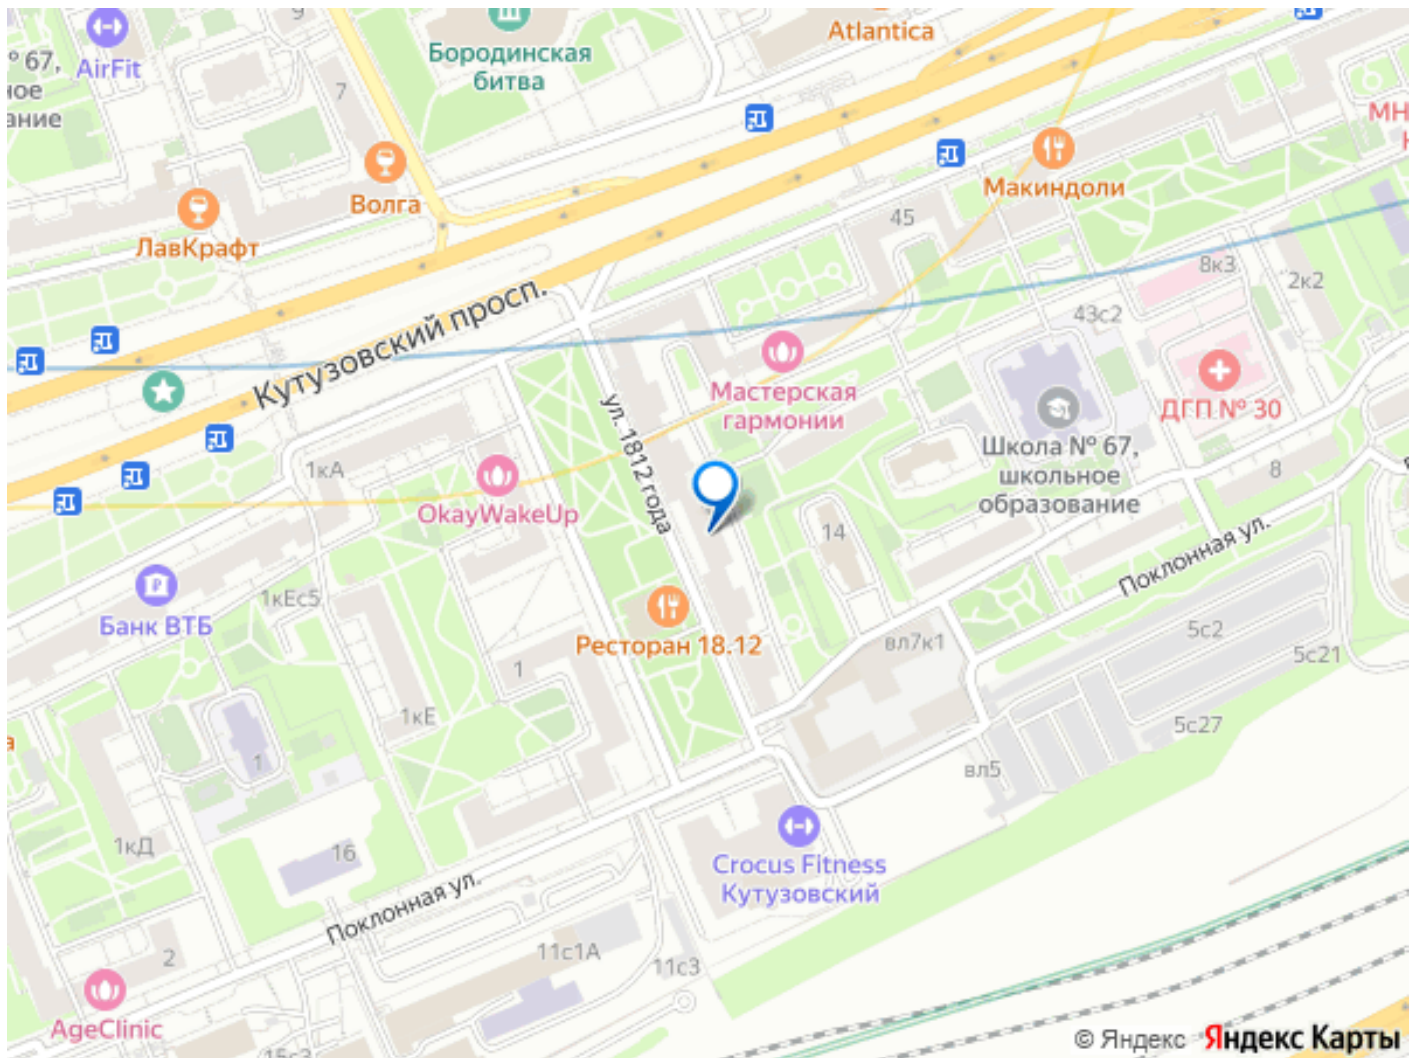 9
AirFit
№ 67,
ное
ание
7
Бородинская
битва
Atlantica
Волга
ЛавКрафт
Макиндоли
45
8к3
2к2
43с2
Кутузовский просп.
Мастерская
гармонии
ДГП № 30
Школа № 67,
школьное
образование
8
ул. 1812 года
1кА
OkayWakeUp
14
Поклонная ул.
Банк ВТБ
1кЕс5
Ресторан 18.12
вл7к1
5с2
5с21
1
1кЕ
5с27
а
1
вл5
1кД
16
Crocus Fitness
Кутузовский
Поклонная ул.
2
11с1А
11с3
AgeClinic
15с3
© Яндекс Яндекс Карты